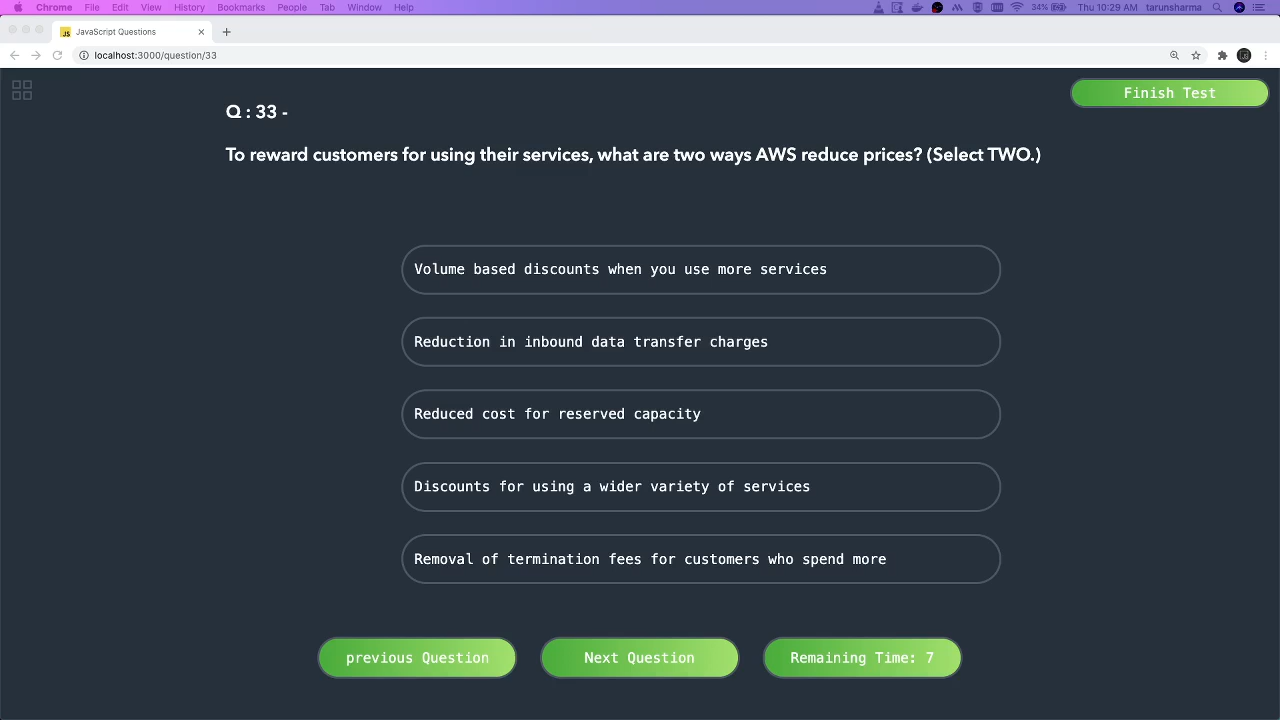 Chrome File Edit View History Bookmarks People Tab Window Help 34% Thu 10:29 AM tarunsharma
JavaScript Questions
localhost:3000/question/33
Finish Test
Q : 33 -
To reward customers for using their services, what are two ways AWS reduce prices? (Select TWO.)
Volume based discounts when you use more services
Reduction in inbound data transfer charges
Reduced cost for reserved capacity
Discounts for using a wider variety of services
Removal of termination fees for customers who spend more
previous Question Next Question Remaining Time: 7